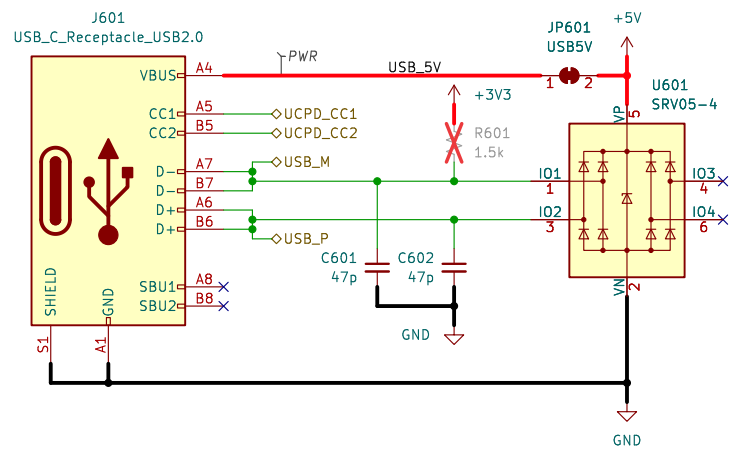 J601
USB_C_Receptacle_USB2.0
VBUS
A4
PWR
USB_5V
JP601
USB5V
1
2
+5V
U601
SRV05-4
VP
5
CC1
A5
UCPD_CC1
CC2
B5
UCPD_CC2
+3V3
R601
1.5k
D-
A7
USB_M
D-
B7
IO1
1
IO3
4
D+
A6
IO2
3
IO4
6
D+
B6
USB_P
C601
47p
C602
47p
SBU1
A8
SBU2
B8
VN
2
SHIELD
GND
S1
A1
GND
GND